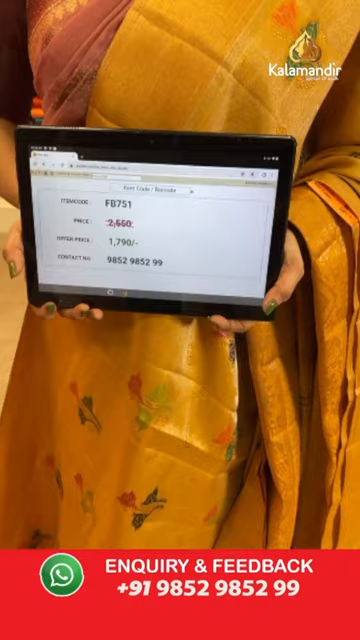 Kalamandir
Item Code / Barcode
ITEMCODE : FB751
PRICE : 2,550
OFFER PRICE : 1,790/-
CONTACT NO : 9852 9852 99
ENQUIRY & FEEDBACK
+91 9852 9852 99